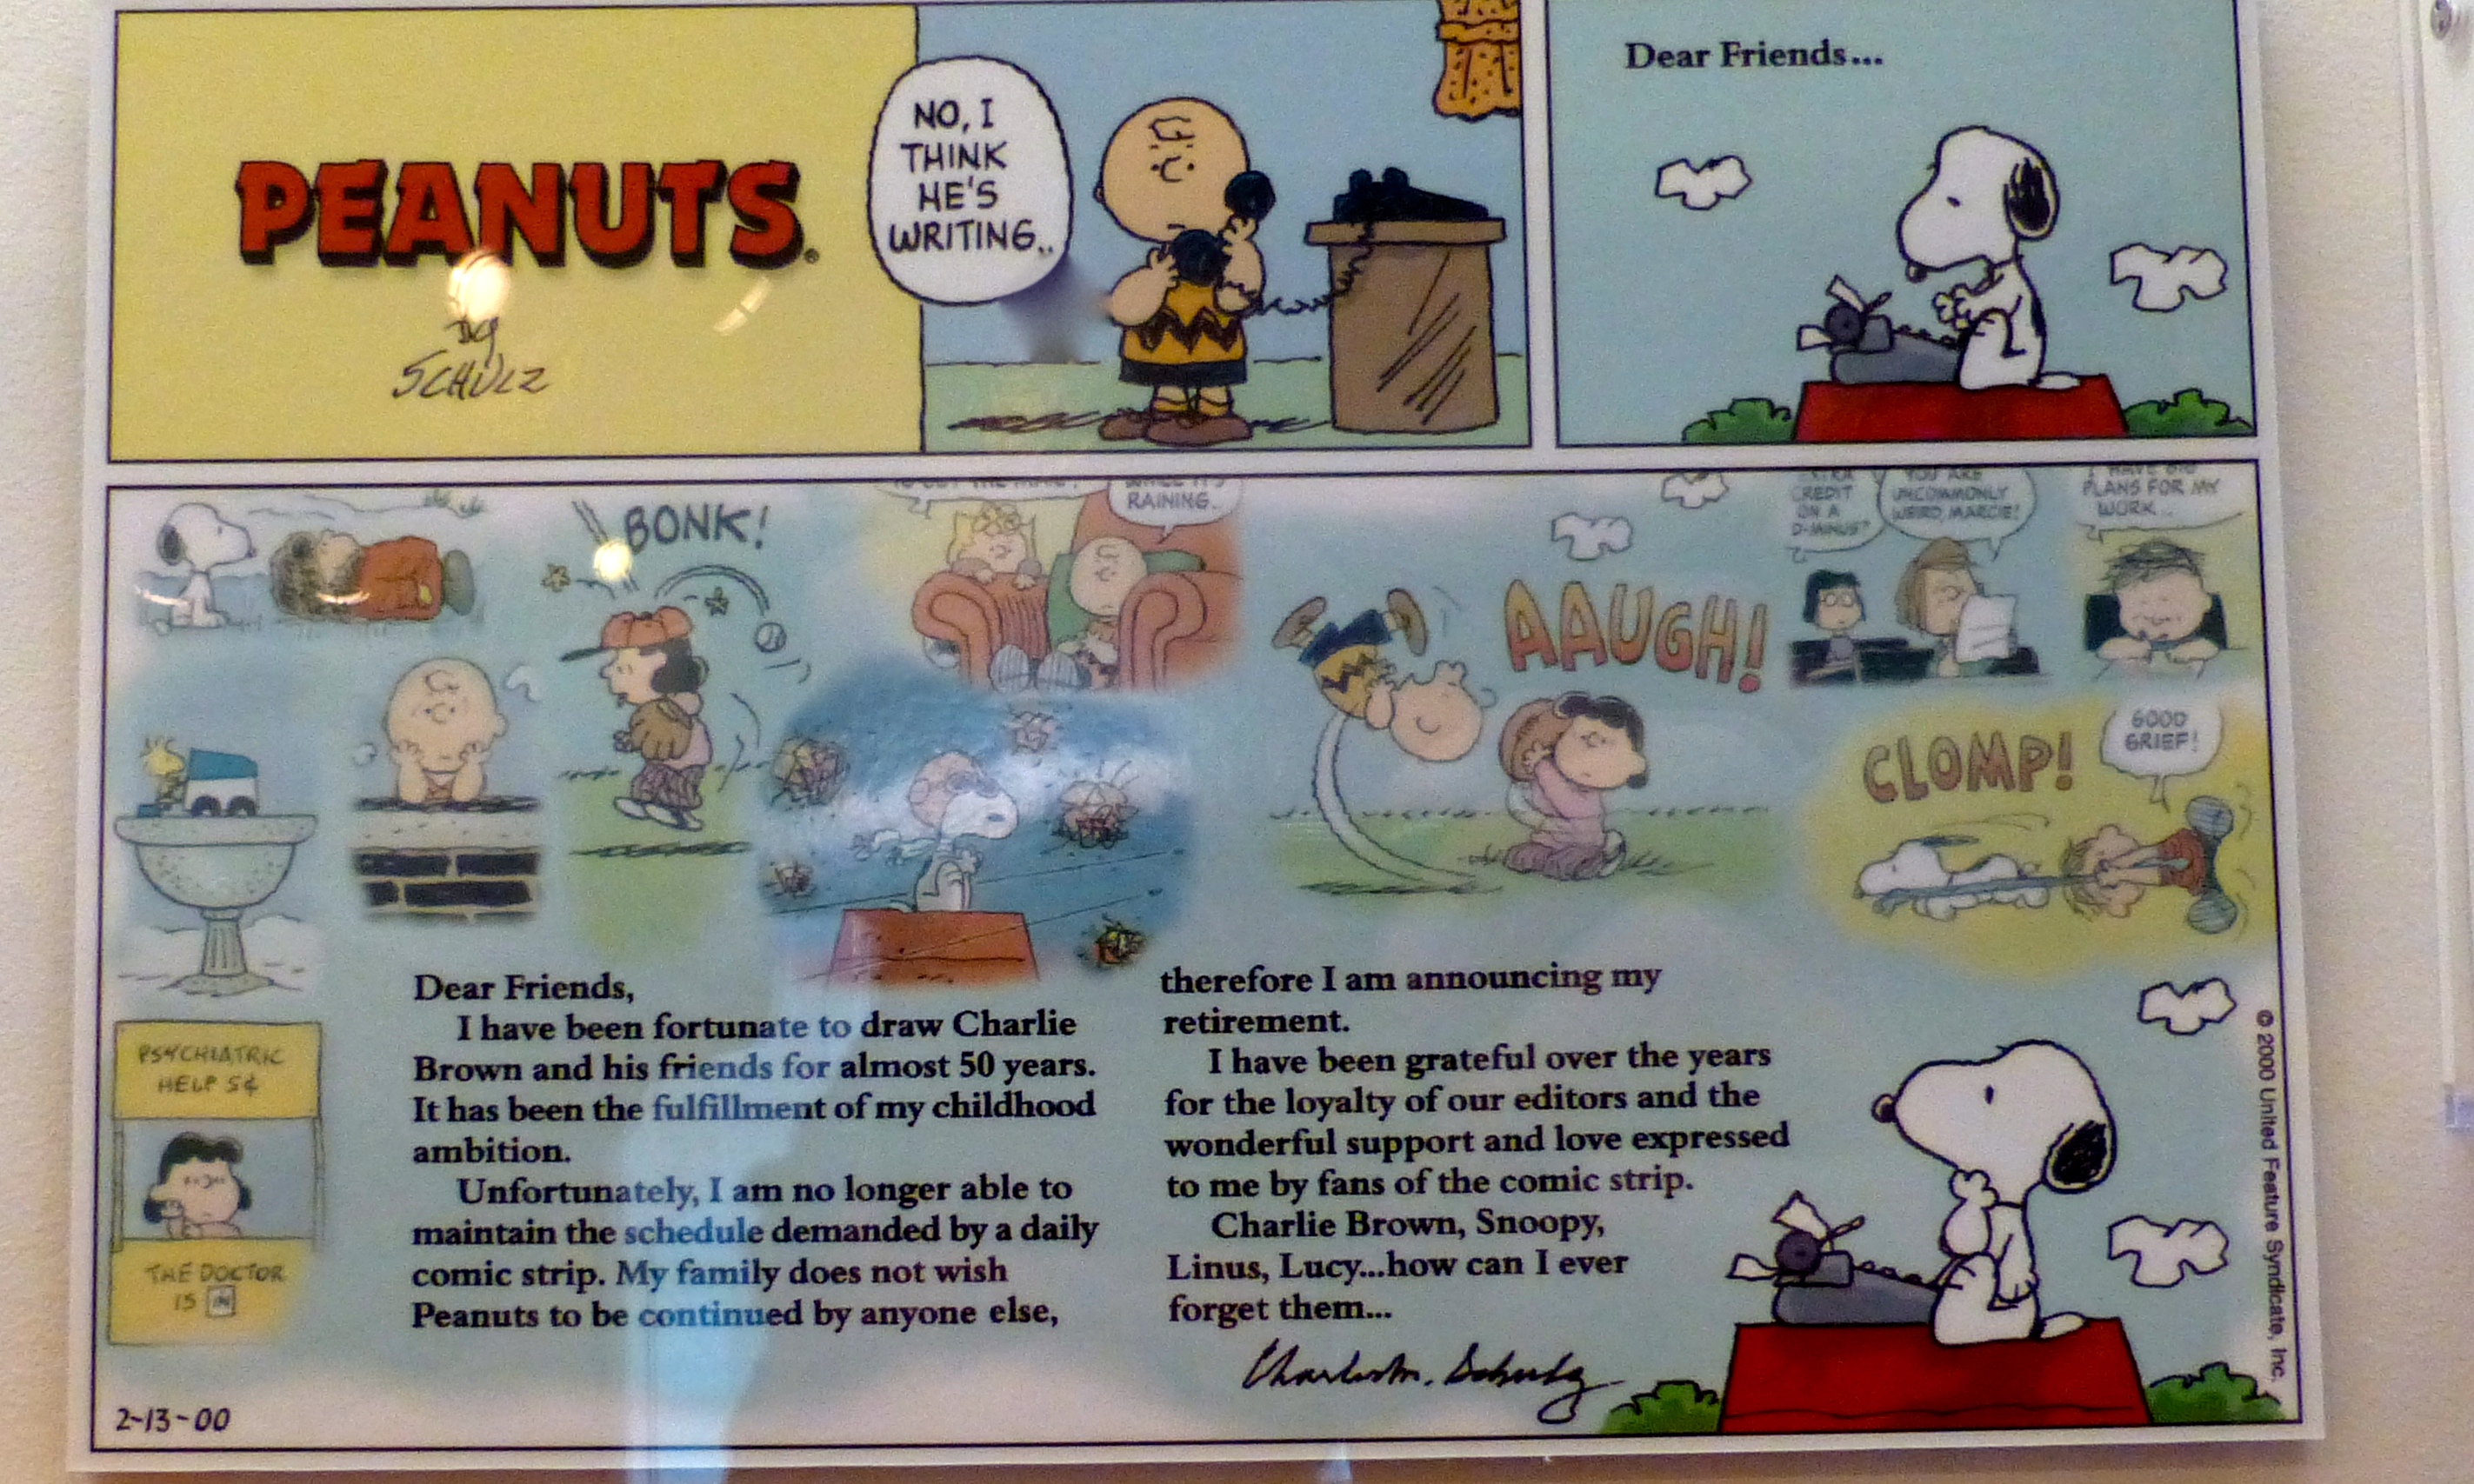 PEANUTS®
by
SCHULZ
NO, I
THINK
HE'S
WRITING..
Dear Friends...
BONK!
RAINING..
AAUGH!
CREDIT
ON A
D-MINUS?
YOU ARE
UNCOMMONLY
WEIRD, MARCIE!
I HAVE BIG
PLANS FOR MY
WORK..
CLOMP!
GOOD
GRIEF!
PSYCHIATRIC
HELP 5¢
THE DOCTOR
IS IN
Dear Friends,
I have been fortunate to draw Charlie
Brown and his friends for almost 50 years.
It has been the fulfillment of my childhood
ambition.
Unfortunately, I am no longer able to
maintain the schedule demanded by a daily
comic strip. My family does not wish
Peanuts to be continued by anyone else,
therefore I am announcing my
retirement.
I have been grateful over the years
for the loyalty of our editors and the
wonderful support and love expressed
to me by fans of the comic strip.
Charlie Brown, Snoopy,
Linus, Lucy...how can I ever
forget them...
Charles M. Schulz
2-13-00
© 2000 United Feature Syndicate, Inc.